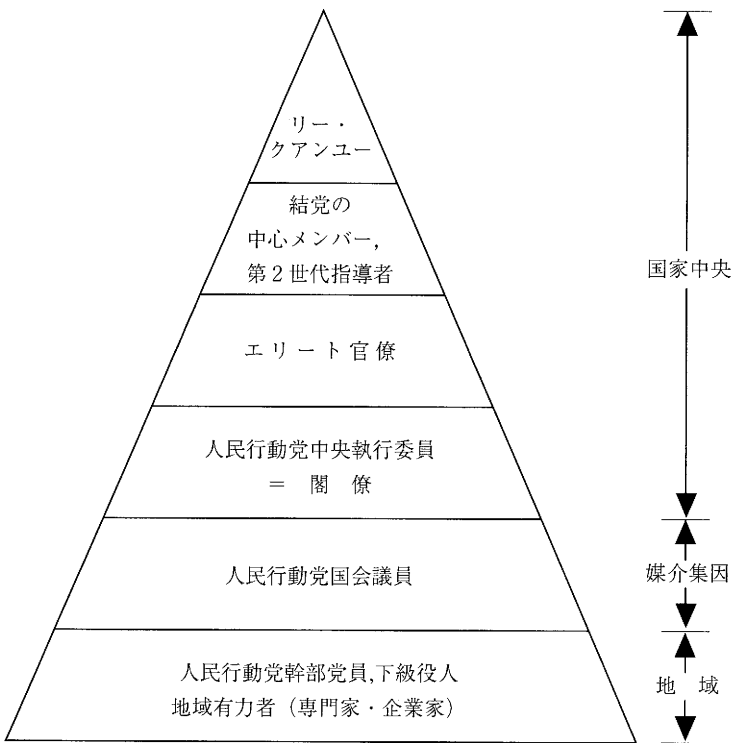 リー・
クアンユー
結党の
中心メンバー,
第2世代指導者
国家中央
エリート官僚
人民行動党中央執行委員
＝ 閣 僚
人民行動党国会議員
媒介集因
人民行動党幹部党員,下級役人
地域有力者（専門家・企業家）
地 域